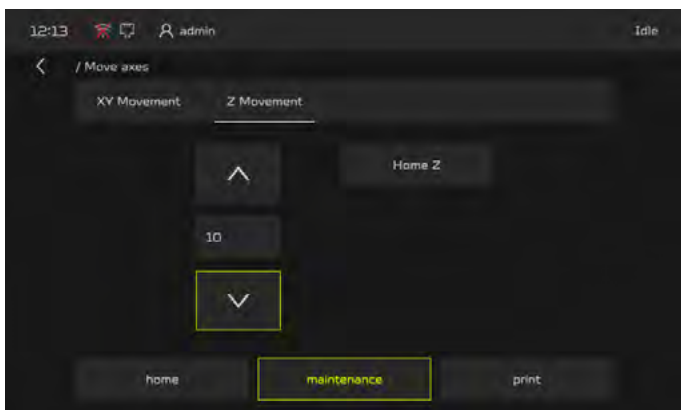 12:13 admin Idle
/ Move axes
XY Movement Z Movement
Home Z
10
home maintenance print